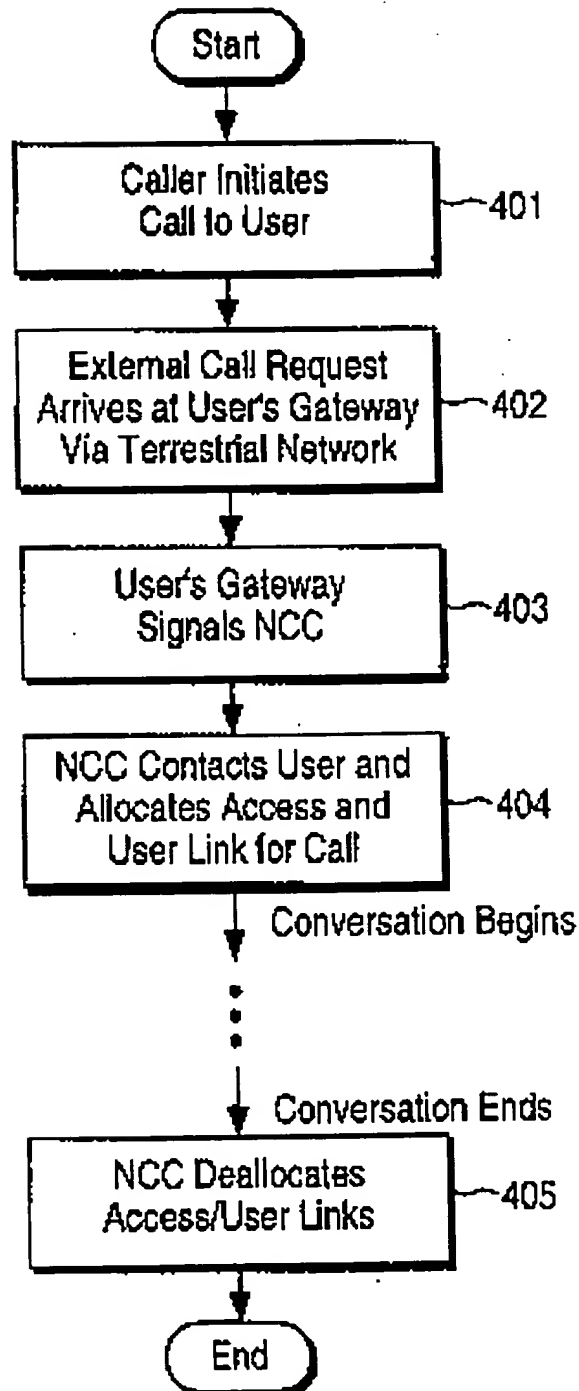 Start
Caller Initiates
Call to User
401
External Call Request
Arrives at User's Gateway
Via Terrestrial Network
402
User's Gateway
Signals NCC
403
NCC Contacts User and
Allocates Access and
User Link for Call
404
Conversation Begins
Conversation Ends
NCC Deallocates
Access/User Links
405
End